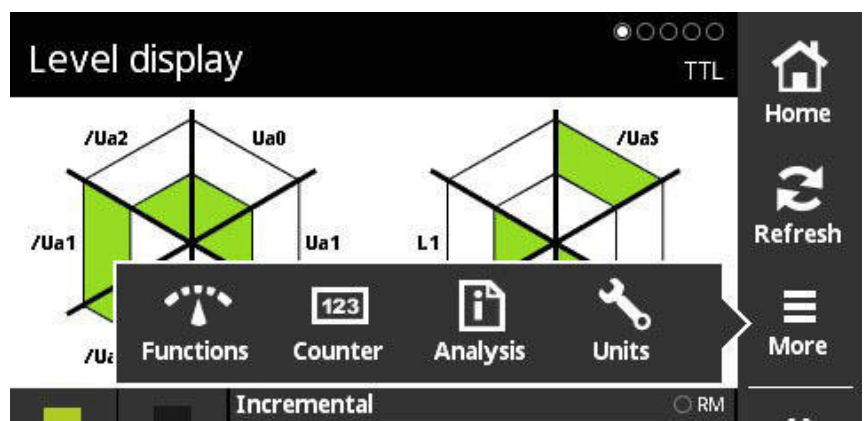 Level display
TTL
Home
/Ua2
Ua0
/UaS
Refresh
/Ua1
Ua1
L1
123
Functions
Counter
Analysis
Units
More
Incremental
RM